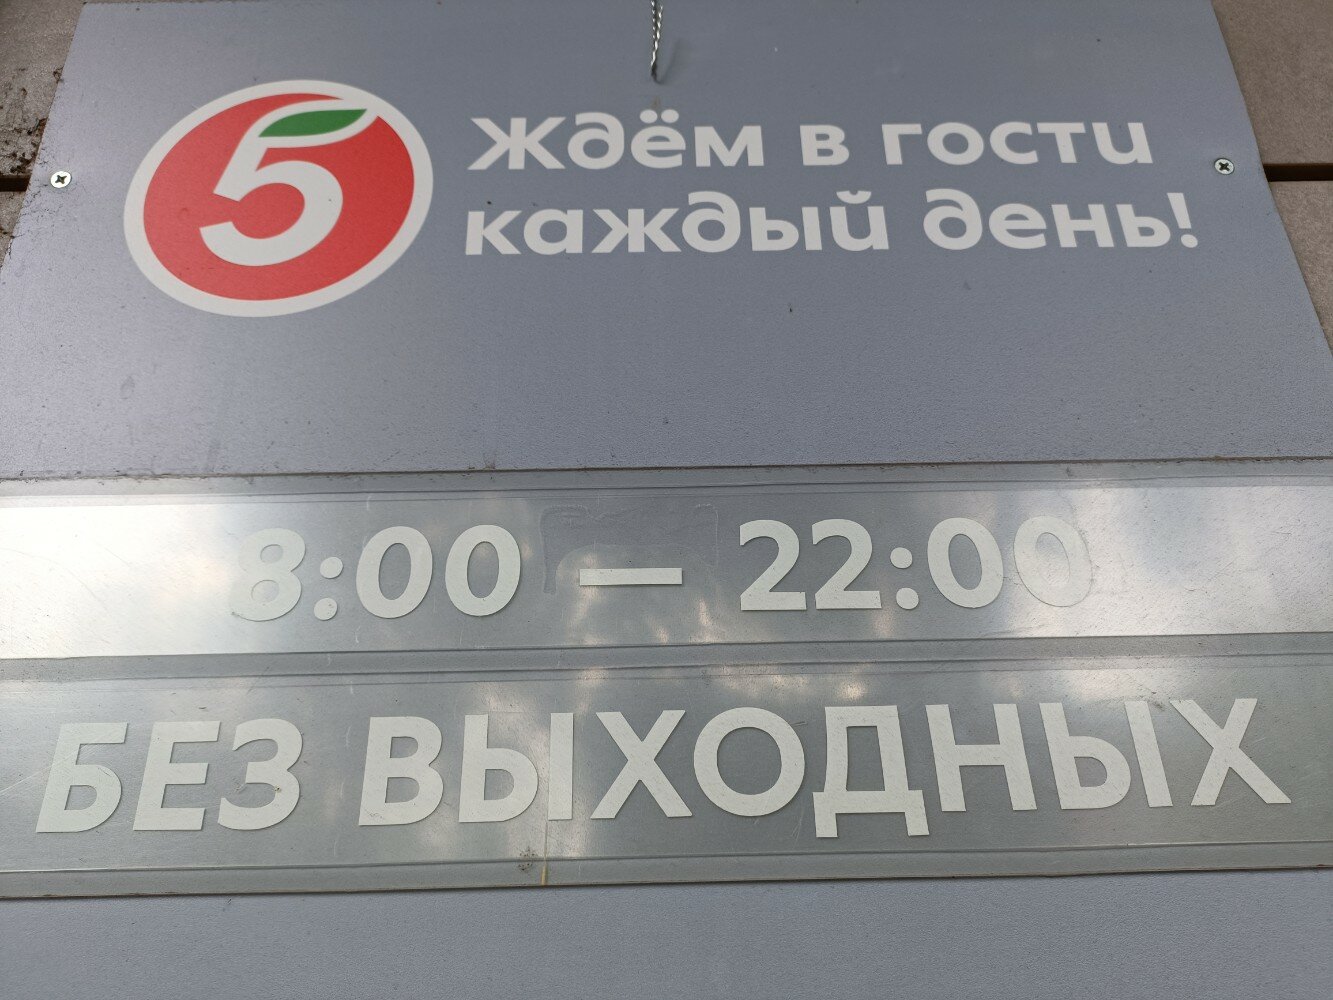 5 Ждём в гости
каждый день!
8:00 — 22:00
БЕЗ ВЫХОДНЫХ